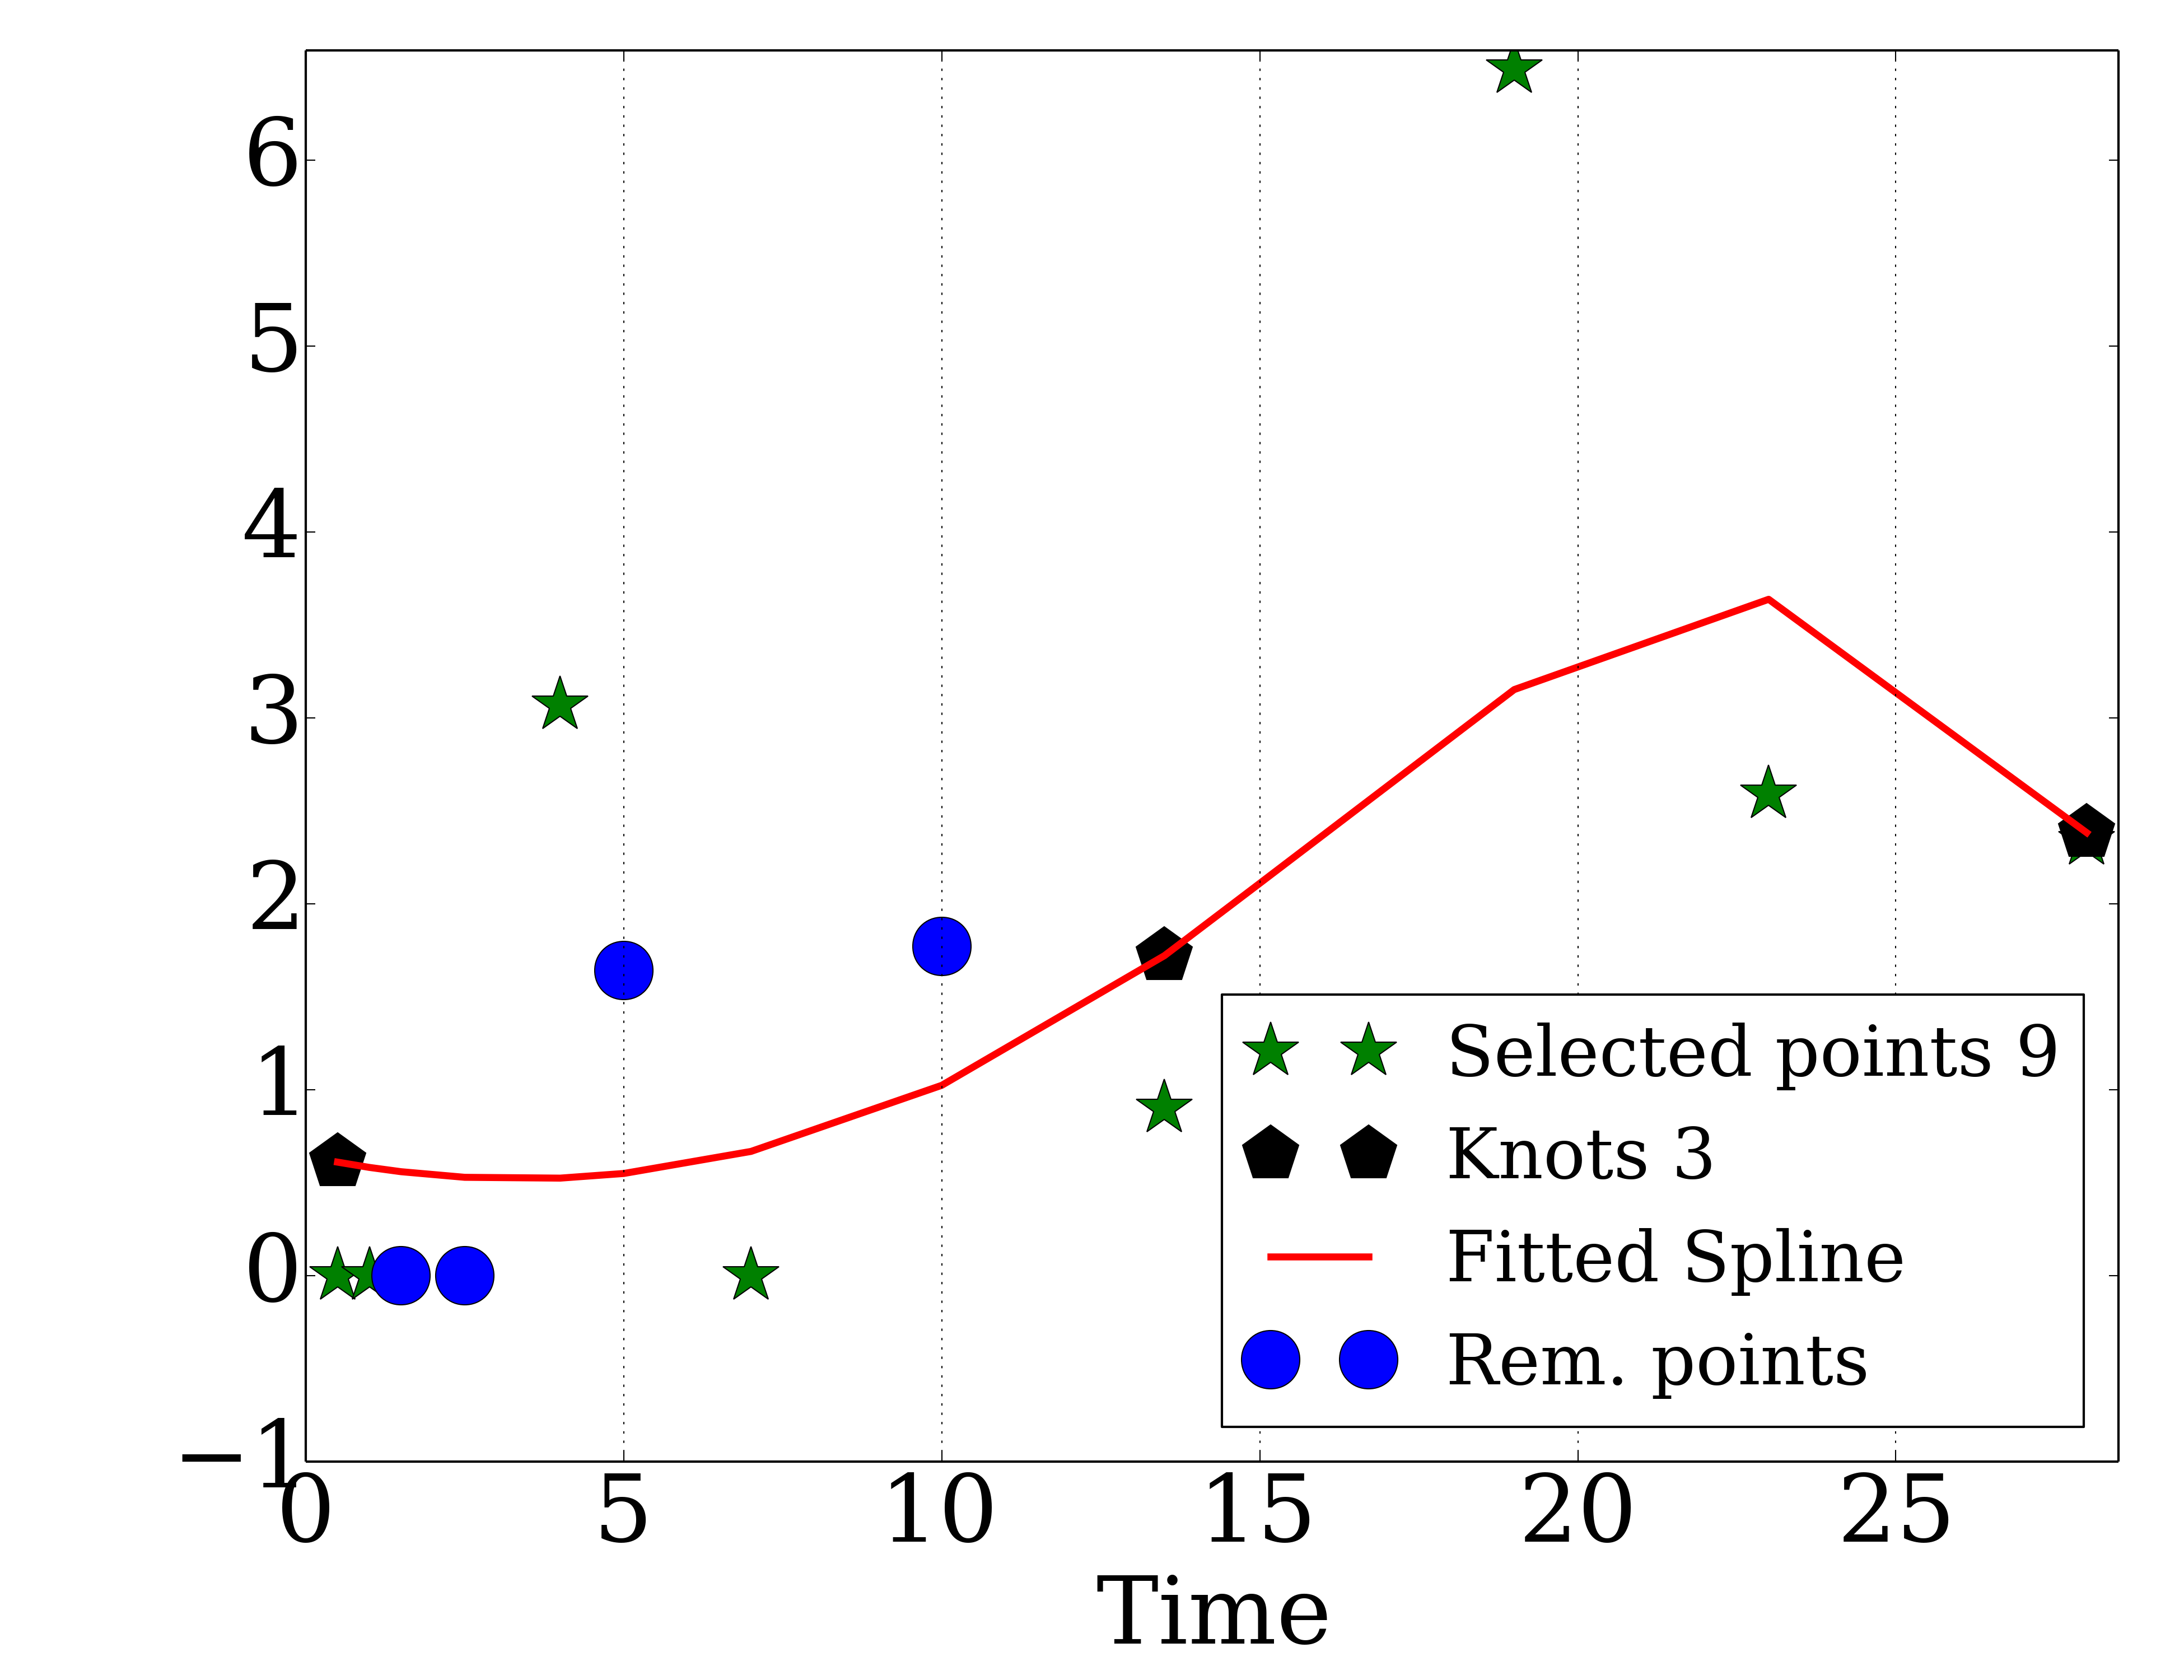 6
5
4
3
2
1
0
−1
0 5 10 15 20 25
Time
Selected points 9
Knots 3
Fitted Spline
Rem. points